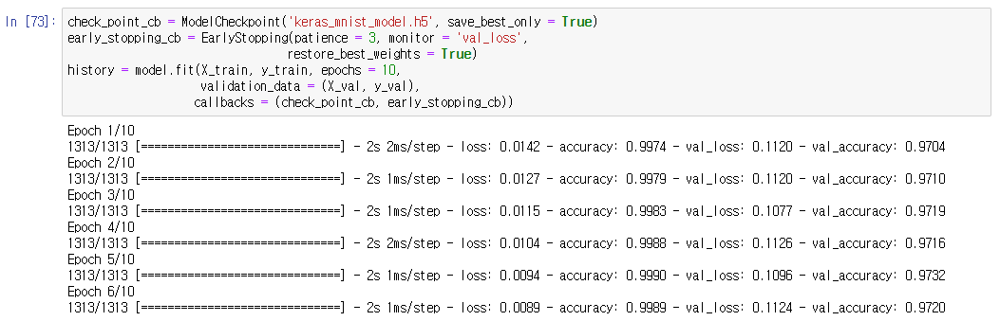 In [73]: check_point_cb = ModelCheckpoint('keras_mnist_model.h5', save_best_only = True)
early_stopping_cb = EarlyStopping(patience = 3, monitor = 'val_loss',
restore_best_weights = True)
history = model.fit(X_train, y_train, epochs = 10,
validation_data = (X_val, y_val),
callbacks = (check_point_cb, early_stopping_cb))
Epoch 1/10
1313/1313 [==============================] - 2s 2ms/step - loss: 0.0142 - accuracy: 0.9974 - val_loss: 0.1120 - val_accuracy: 0.9704
Epoch 2/10
1313/1313 [==============================] - 2s 1ms/step - loss: 0.0127 - accuracy: 0.9979 - val_loss: 0.1120 - val_accuracy: 0.9710
Epoch 3/10
1313/1313 [==============================] - 2s 1ms/step - loss: 0.0115 - accuracy: 0.9983 - val_loss: 0.1077 - val_accuracy: 0.9719
Epoch 4/10
1313/1313 [==============================] - 2s 2ms/step - loss: 0.0104 - accuracy: 0.9988 - val_loss: 0.1126 - val_accuracy: 0.9716
Epoch 5/10
1313/1313 [==============================] - 2s 1ms/step - loss: 0.0094 - accuracy: 0.9990 - val_loss: 0.1096 - val_accuracy: 0.9732
Epoch 6/10
1313/1313 [==============================] - 2s 1ms/step - loss: 0.0089 - accuracy: 0.9989 - val_loss: 0.1124 - val_accuracy: 0.9720